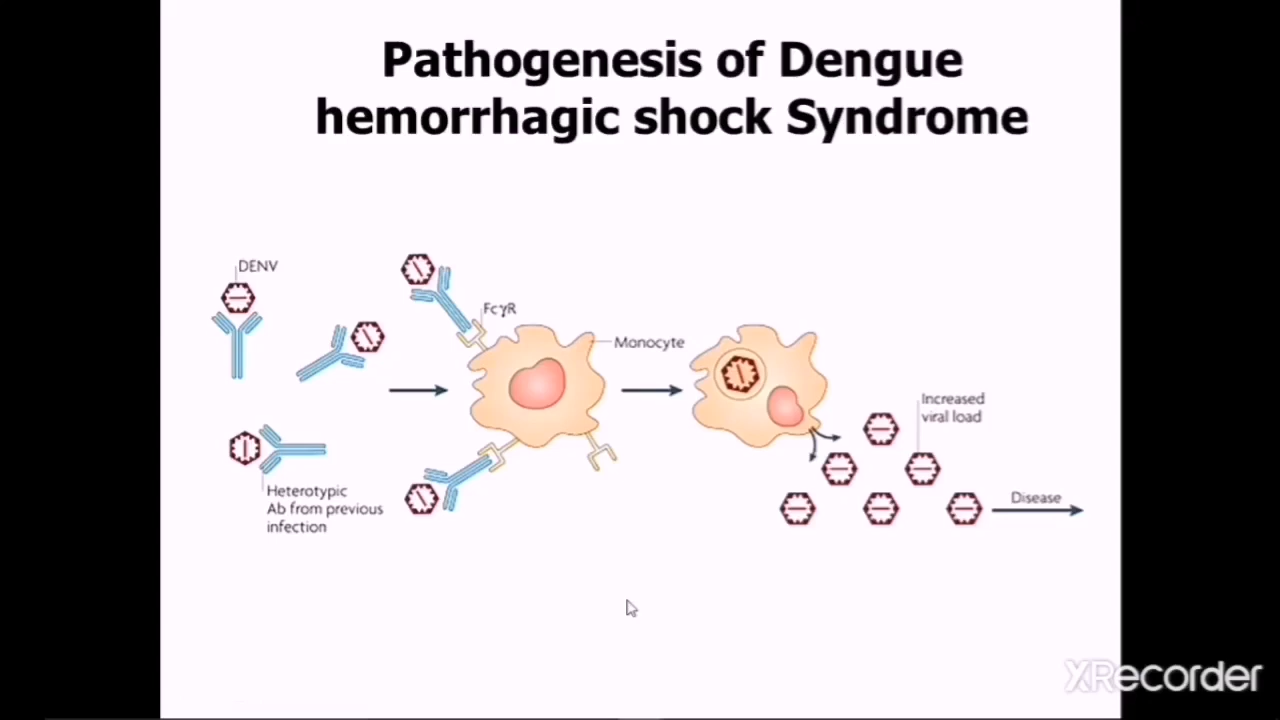 Pathogenesis of Dengue
hemorrhagic shock Syndrome
DENV
FcγR
Monocyte
Increased
viral load
Heterotypic
Ab from previous
infection
Disease
XRecorder